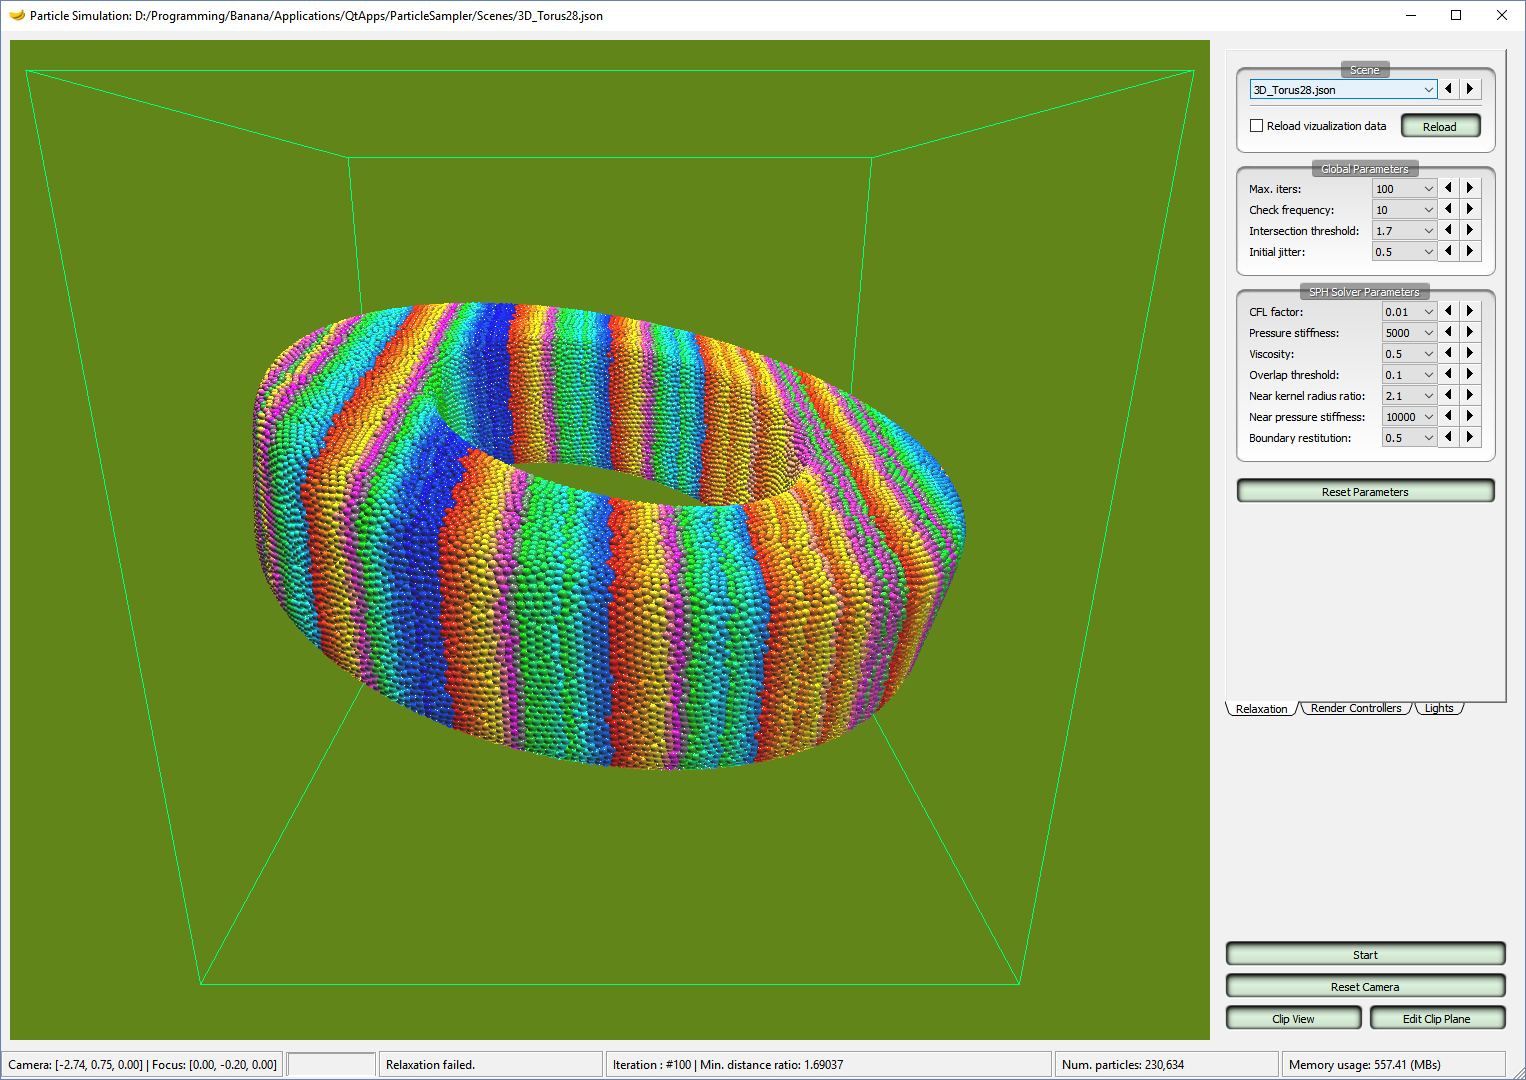 Particle Simulation: D:/Programming/Banana/Applications/QtApps/ParticleSampler/Scenes/3D_Torus28.json
Scene
3D_Torus28.json
Reload vizualization data
Reload
Global Parameters
Max. iters: 100
Check frequency: 10
Intersection threshold: 1.7
Initial jitter: 0.5
SPH Solver Parameters
CFL factor: 0.01
Pressure stiffness: 5000
Viscosity: 0.5
Overlap threshold: 0.1
Near kernel radius ratio: 2.1
Near pressure stiffness: 10000
Boundary restitution: 0.5
Reset Parameters
Relaxation Render Controllers Lights
Start
Reset Camera
Clip View Edit Clip Plane
Camera: [-2.74, 0.75, 0.00] | Focus: [0.00, -0.20, 0.00] Relaxation failed. Iteration : #100 | Min. distance ratio: 1.69037 Num. particles: 230,634 Memory usage: 557.41 (MBs)